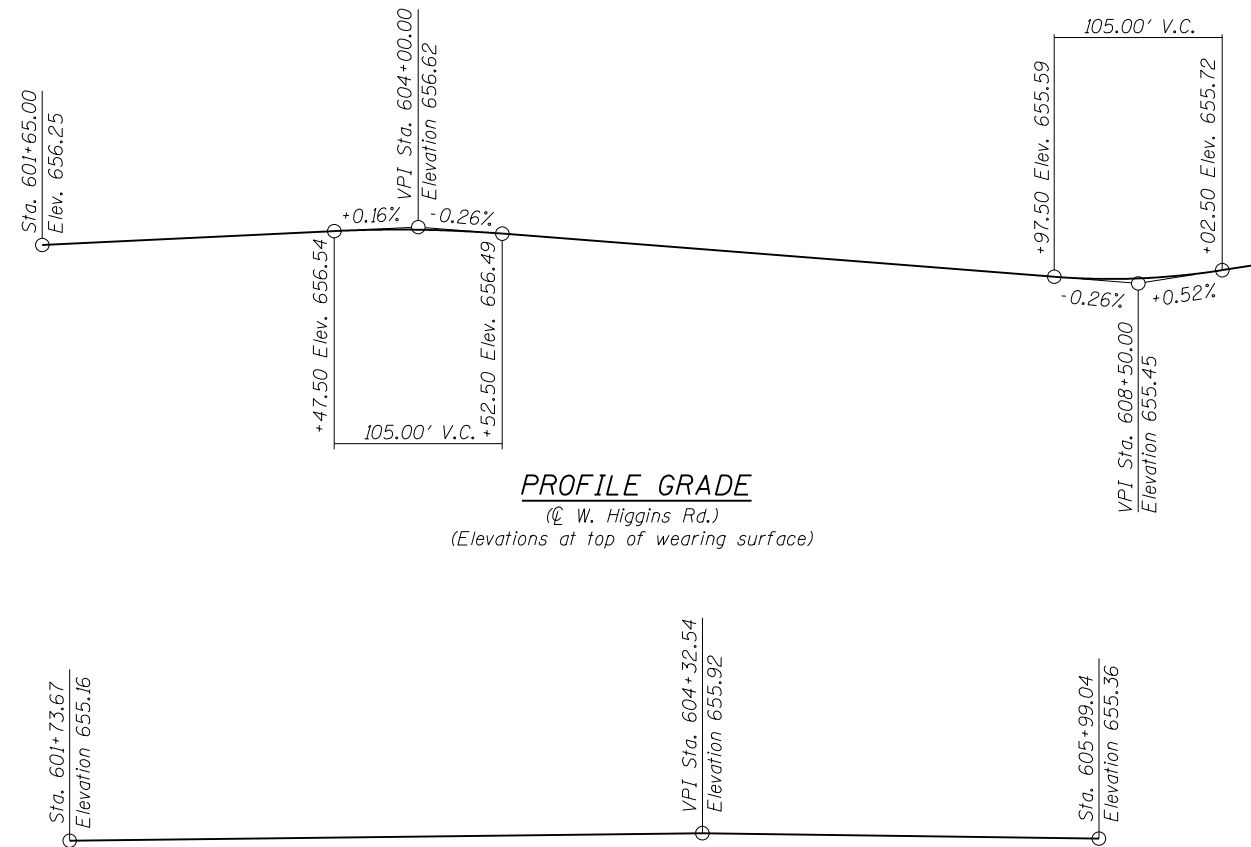 Sta. 601+65.00
Elev. 656.25
VPI Sta. 604+00.00
Elevation 656.62
+0.16%
-0.26%
+47.50 Elev. 656.54
+52.50 Elev. 656.49
105.00' V.C.
105.00' V.C.
+97.50 Elev. 655.59
+02.50 Elev. 655.72
-0.26%
+0.52%
VPI Sta. 608+50.00
Elevation 655.45
PROFILE GRADE
(℄ W. Higgins Rd.)
(Elevations at top of wearing surface)
Sta. 601+73.67
Elevation 655.16
VPI Sta. 604+32.54
Elevation 655.92
Sta. 605+99.04
Elevation 655.36